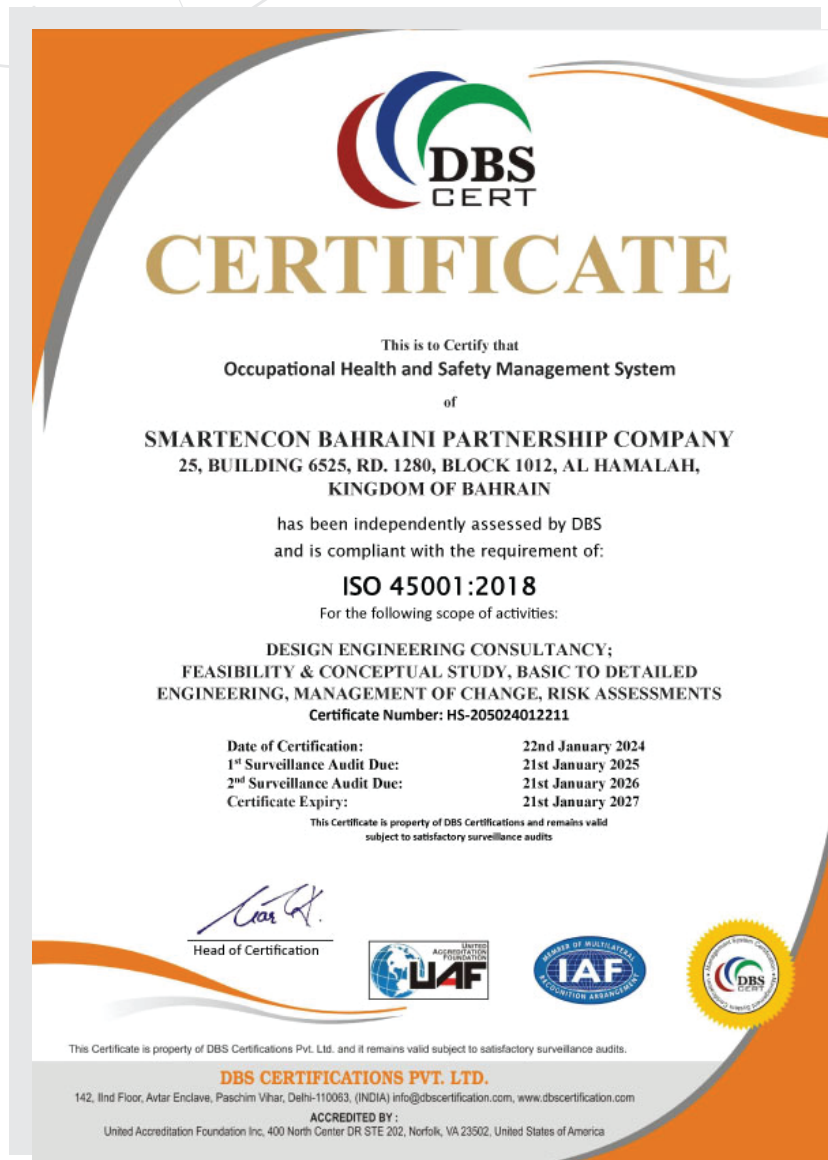 DBS
CERT
CERTIFICATE
This is to Certify that
Occupational Health and Safety Management System
of
SMARTENCON BAHRAINI PARTNERSHIP COMPANY
25, BUILDING 6525, RD. 1280, BLOCK 1012, AL HAMALAH,
KINGDOM OF BAHRAIN
has been independently assessed by DBS
and is compliant with the requirement of:
ISO 45001:2018
For the following scope of activities:
DESIGN ENGINEERING CONSULTANCY;
FEASIBILITY & CONCEPTUAL STUDY, BASIC TO DETAILED
ENGINEERING, MANAGEMENT OF CHANGE, RISK ASSESSMENTS
Certificate Number: HS-205024012211
Date of Certification: 22nd January 2024
1st Surveillance Audit Due: 21st January 2025
2nd Surveillance Audit Due: 21st January 2026
Certificate Expiry: 21st January 2027
This Certificate is property of DBS Certifications and remains valid
subject to satisfactory surveillance audits
Head of Certification
UNITED
ACCREDITATION
FOUNDATION
UAF
MEMBER OF MULTILATERAL
IAF
RECOGNITION ARRANGEMENT
Management System Certification
DBS
CERT
This Certificate is property of DBS Certifications Pvt. Ltd. and it remains valid subject to satisfactory surveillance audits.
DBS CERTIFICATIONS PVT. LTD.
142, IInd Floor, Avtar Enclave, Paschim Vihar, Delhi-110063, (INDIA) info@dbscertification.com, www.dbscertification.com
ACCREDITED BY :
United Accreditation Foundation Inc, 400 North Center DR STE 202, Norfolk, VA 23502, United States of America